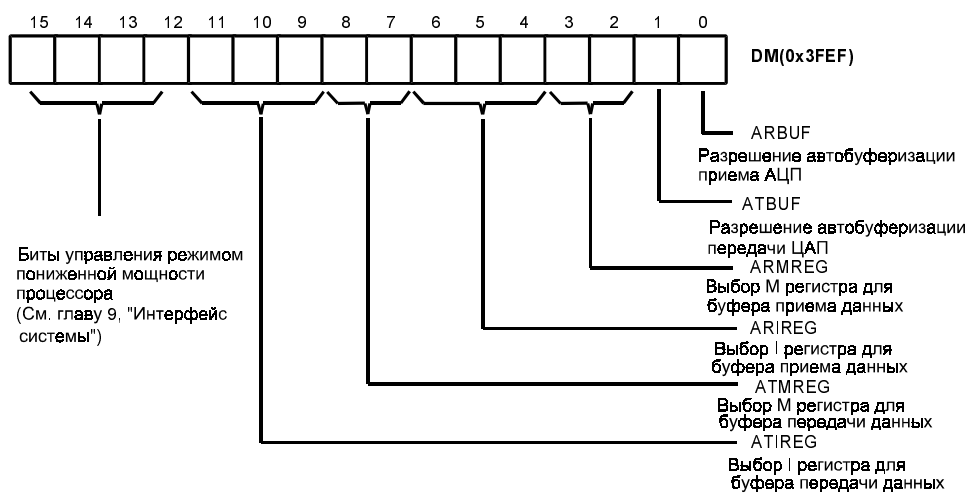 15 14 13 12 11 10 9 8 7 6 5 4 3 2 1 0
DM(0x3FEF)
ARBUF
Разрешение автобуферизации
приема АЦП
ATBUF
Разрешение автобуферизации
передачи ЦАП
ARMREG
Выбор М регистра для
буфера приема данных
ARIREG
Выбор I регистра для
буфера приема данных
ATMREG
Выбор М регистра для
буфера передачи данных
ATIREG
Выбор I регистра для
буфера передачи данных
Биты управления режимом
пониженной мощности
процессора
(См. главу 9, "Интерфейс
системы")